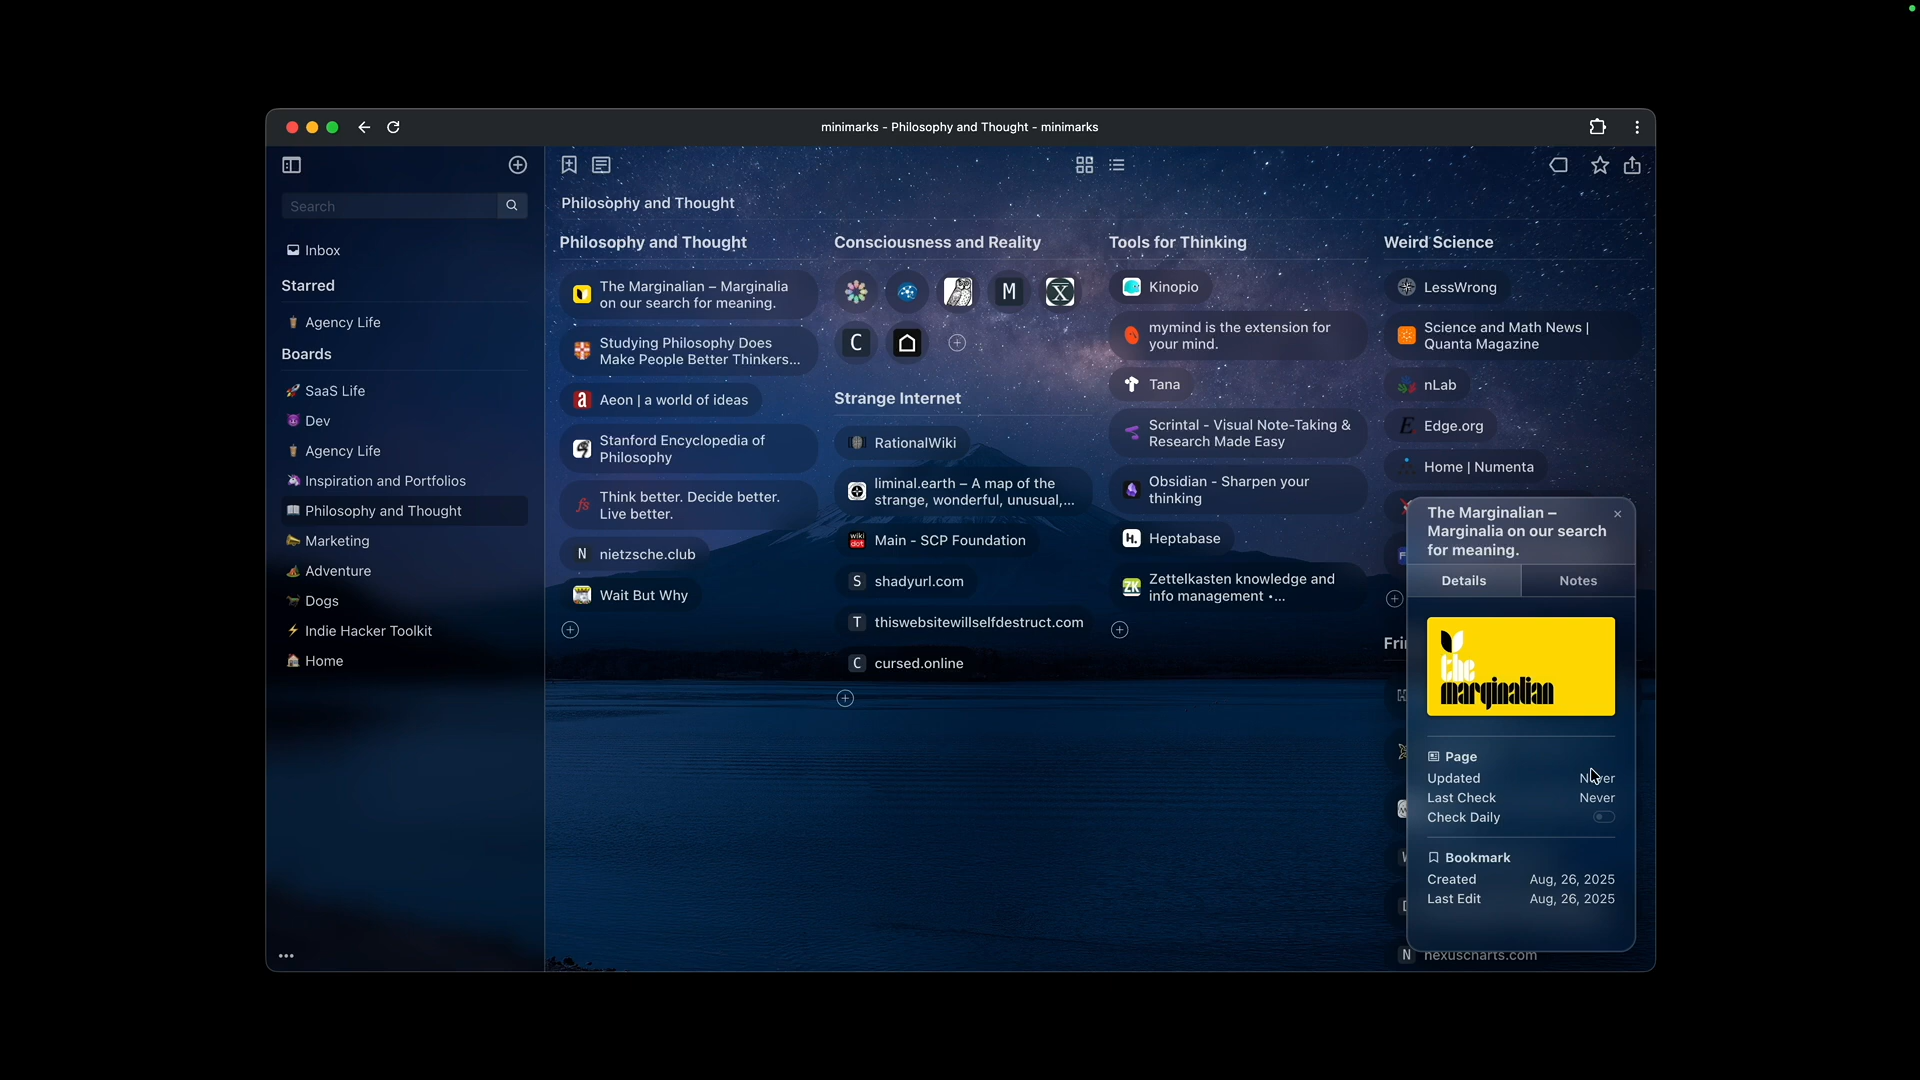 minimarks - Philosophy and Thought - minimarks
Search
Inbox
Starred
Agency Life
Boards
SaaS Life
Dev
Agency Life
Inspiration and Portfolios
Philosophy and Thought
Marketing
Adventure
Dogs
Indie Hacker Toolkit
Home
Philosophy and Thought
Philosophy and Thought
The Marginalian – Marginalia
on our search for meaning.
Studying Philosophy Does
Make People Better Thinkers...
a
Aeon | a world of ideas
Stanford Encyclopedia of
Philosophy
fs
Think better. Decide better.
Live better.
N
nietzsche.club
Wait But Why
Consciousness and Reality
M
X
C
Strange Internet
RationalWiki
liminal.earth – A map of the
strange, wonderful, unusual,...
wiki
dot
Main - SCP Foundation
S
shadyurl.com
T
thiswebsitewillselfdestruct.com
C
cursed.online
Tools for Thinking
Kinopio
mymind is the extension for
your mind.
Tana
Scrintal - Visual Note-Taking &
Research Made Easy
Obsidian - Sharpen your
thinking
H.
Heptabase
ZK
Zettelkasten knowledge and
info management •...
Weird Science
LessWrong
Science and Math News |
Quanta Magazine
nLab
E
Edge.org
Home | Numenta
Fri
N
nexuscharts.com
The Marginalian –
Marginalia on our search
for meaning.
Details
Notes
the
marginalian
Page
Updated
Never
Last Check
Never
Check Daily
Bookmark
Created
Aug, 26, 2025
Last Edit
Aug, 26, 2025